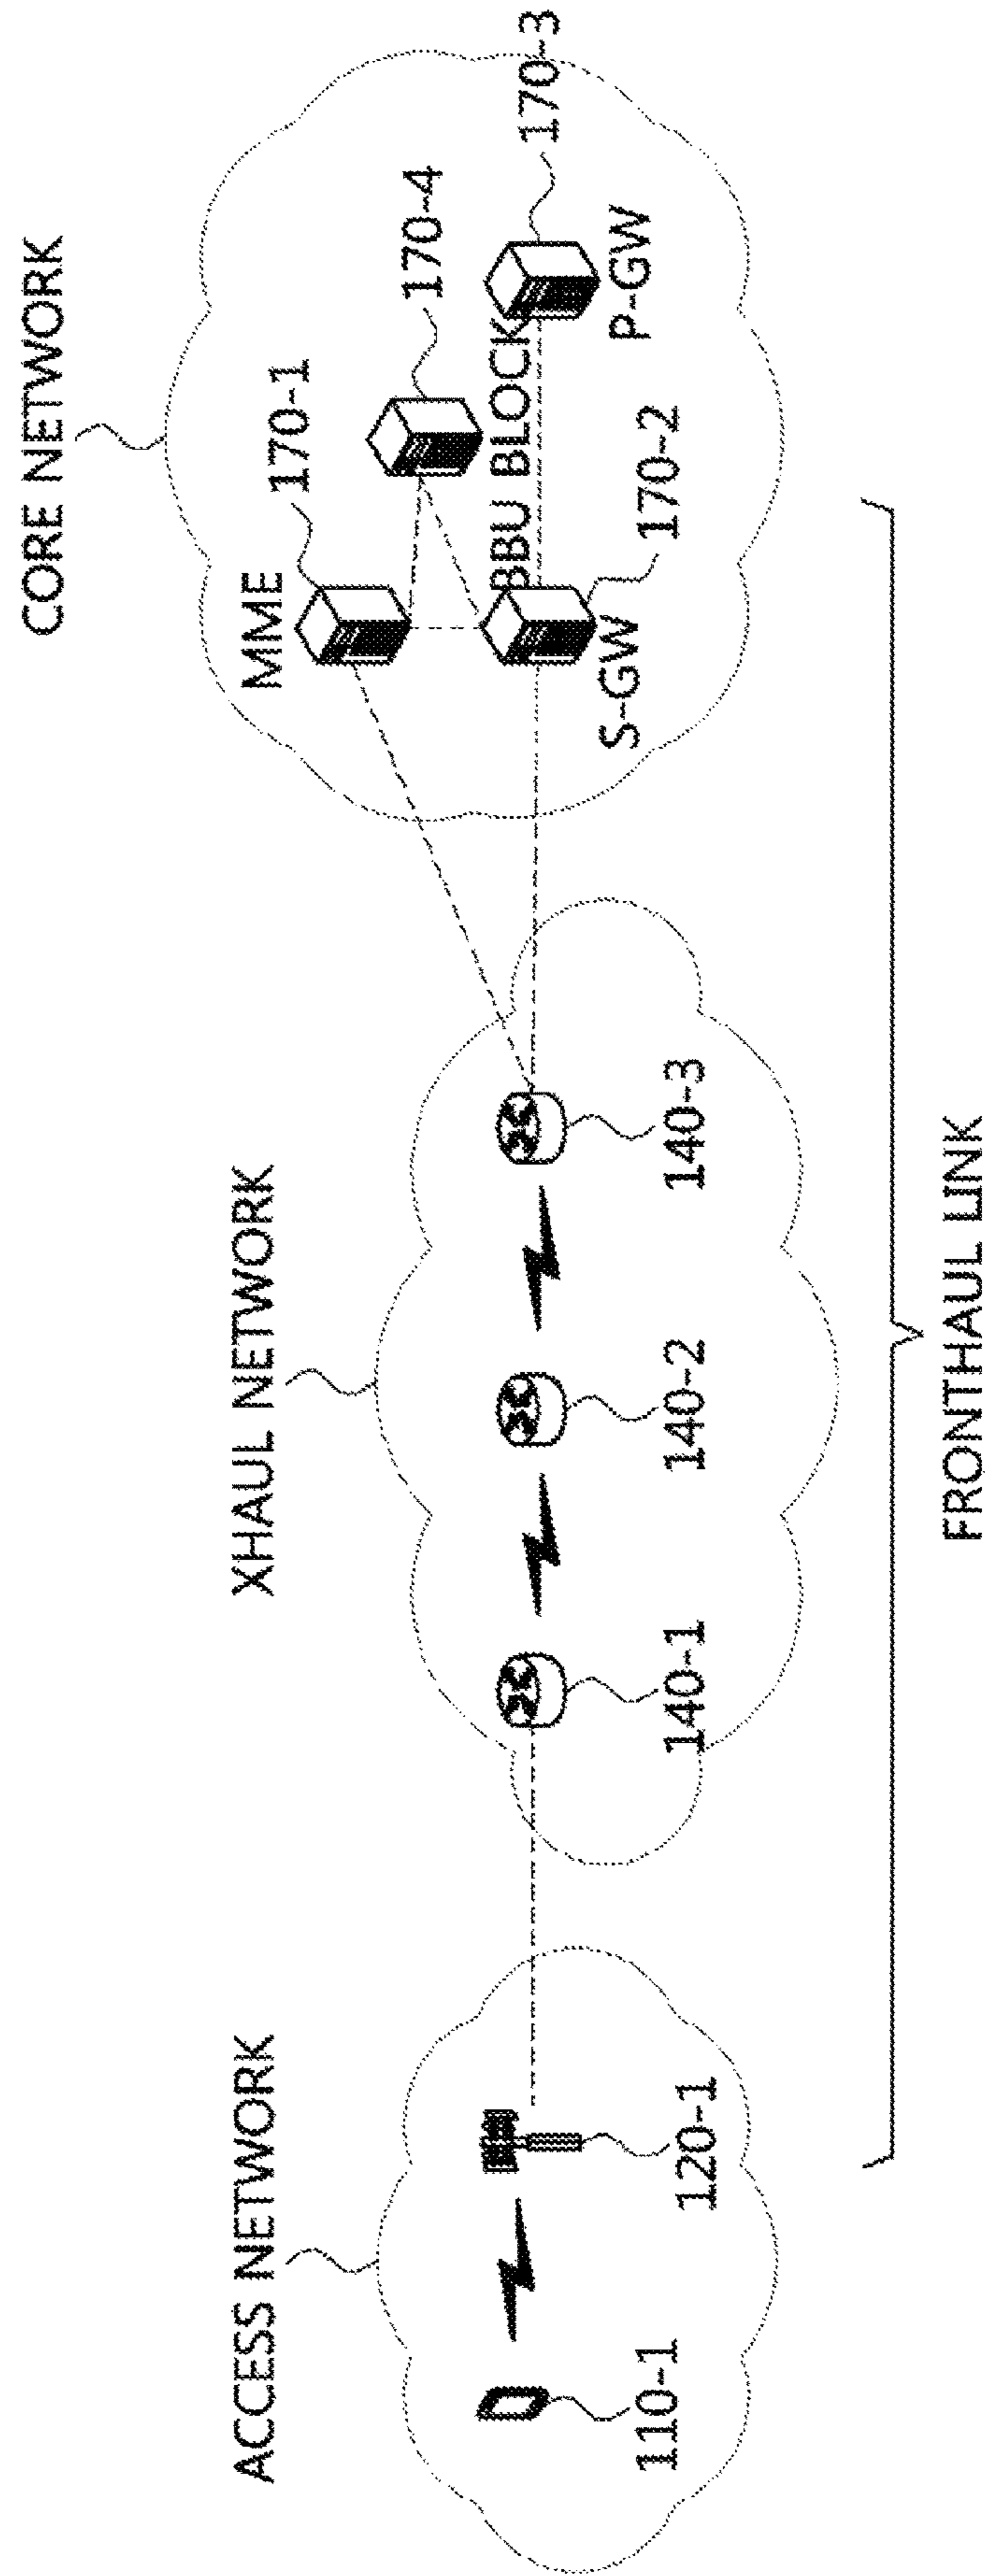 CORE NETWORK
XHAUL NETWORK
ACCESS NETWORK
MME
170-1
170-4
BBU BLOCK
170-3
P-GW
S-GW
170-2
110-1
120-1
140-1
140-2
140-3
FRONTHAUL LINK